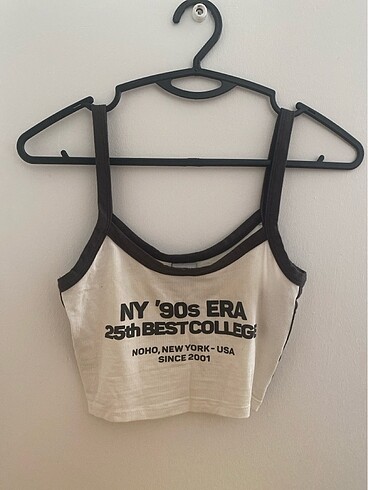 NY '90s ERA
25th BEST COLLEGE
NOHO, NEW YORK - USA
SINCE 2001